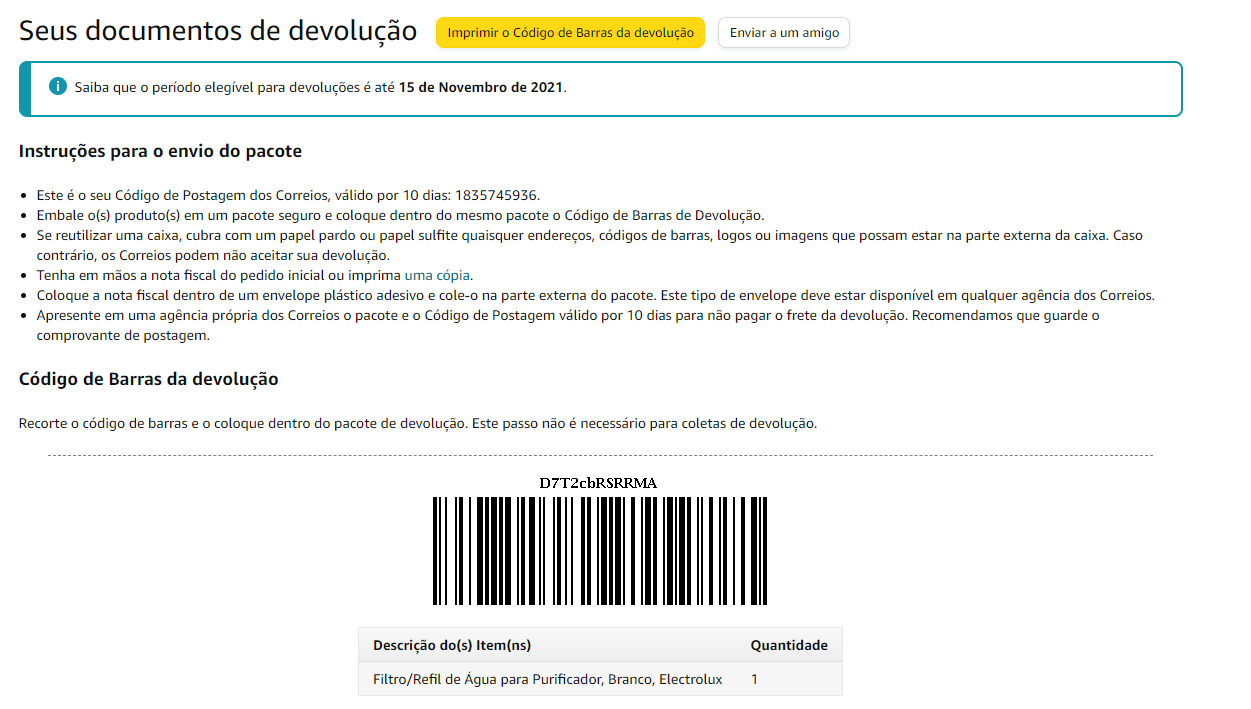 Seus documentos de devolução
Imprimir o Código de Barras da devolução
Enviar a um amigo
Saiba que o período elegível para devoluções é até 15 de Novembro de 2021.
Instruções para o envio do pacote
Este é o seu Código de Postagem dos Correios, válido por 10 dias: 1835745936.
Embale o(s) produto(s) em um pacote seguro e coloque dentro do mesmo pacote o Código de Barras de Devolução.
Se reutilizar uma caixa, cubra com um papel pardo ou papel sulfite quaisquer endereços, códigos de barras, logos ou imagens que possam estar na parte externa da caixa. Caso
contrário, os Correios podem não aceitar sua devolução.
Tenha em mãos a nota fiscal do pedido inicial ou imprima uma cópia.
Coloque a nota fiscal dentro de um envelope plástico adesivo e cole-o na parte externa do pacote. Este tipo de envelope deve estar disponível em qualquer agência dos Correios.
Apresente em uma agência própria dos Correios o pacote e o Código de Postagem válido por 10 dias para não pagar o frete da devolução. Recomendamos que guarde o
comprovante de postagem.
Código de Barras da devolução
Recorte o código de barras e o coloque dentro do pacote de devolução. Este passo não é necessário para coletas de devolução.
D7T2cbRSRRMA
Descrição do(s) Item(ns) Quantidade
Filtro/Refil de Água para Purificador, Branco, Electrolux 1